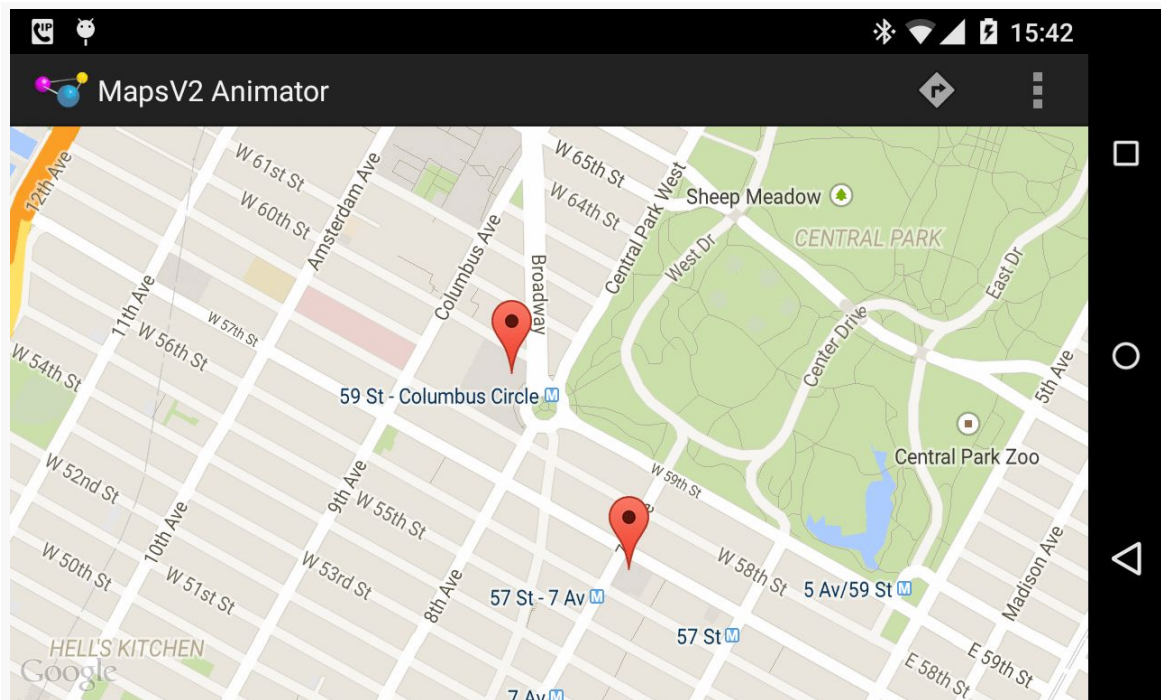 15:42
MapsV2 Animator
12th Ave
W 61st St
W 60th St
Amsterdam Ave
Columbus Ave
Broadway
W 65th St
W 64th St
Central Park West
Sheep Meadow
CENTRAL PARK
West Dr
East Dr
11th Ave
W 57th St
W 56th St
W 54th St
Center Drive
5th Ave
59 St - Columbus Circle M
Central Park Zoo
W 52nd St
9th Ave
W 55th St
W 59th St
10th Ave
W 50th St
W 51st St
W 53rd St
8th Ave
W 58th St
57 St - 7 Av M
5 Av/59 St M
Madison Ave
57 St M
HELL'S KITCHEN
Google
E 59th St
E 58th St
7 Av M